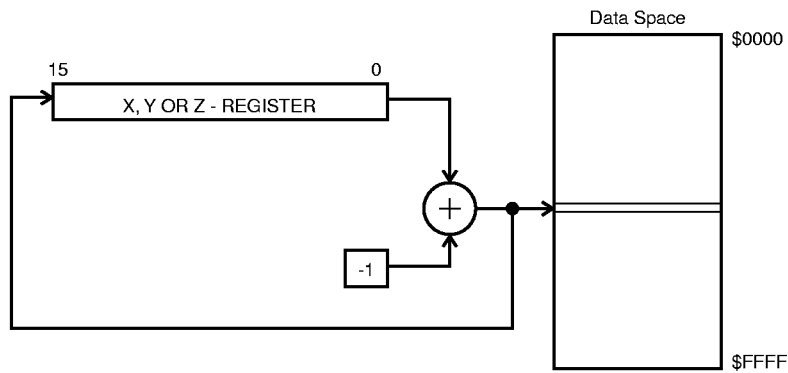 Data Space
$0000
15 0
X, Y OR Z - REGISTER
+
-1
$FFFF